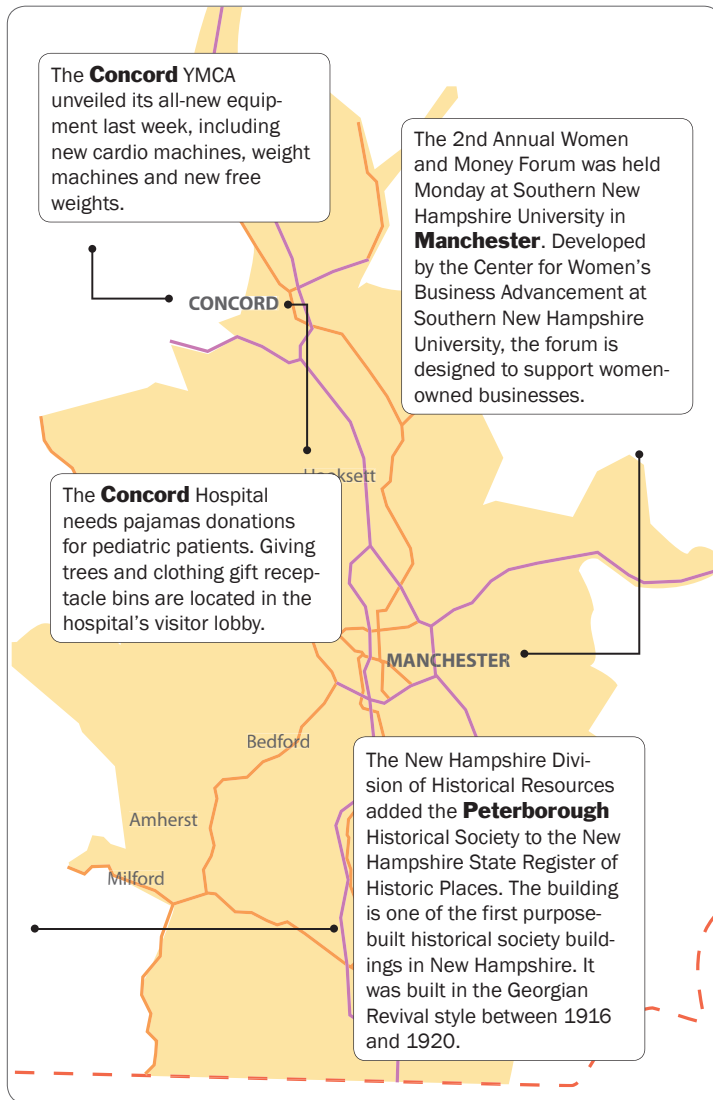 The Concord YMCA
unveiled its all-new equip-
ment last week, including
new cardio machines, weight
machines and new free
weights.
The 2nd Annual Women
and Money Forum was held
Monday at Southern New
Hampshire University in
Manchester. Developed
by the Center for Women's
Business Advancement at
Southern New Hampshire
University, the forum is
designed to support women-
owned businesses.
CONCORD
Hooksett
The Concord Hospital
needs pajamas donations
for pediatric patients. Giving
trees and clothing gift recep-
tacle bins are located in the
hospital's visitor lobby.
MANCHESTER
Bedford
Amherst
Milford
The New Hampshire Divi-
sion of Historical Resources
added the Peterborough
Historical Society to the New
Hampshire State Register of
Historic Places. The building
is one of the first purpose-
built historical society build-
ings in New Hampshire. It
was built in the Georgian
Revival style between 1916
and 1920.